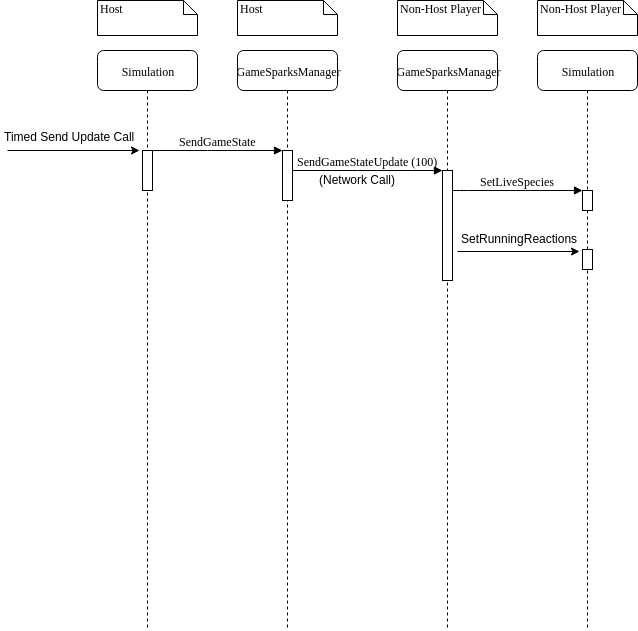 Host
Host
Non-Host Player
Non-Host Player
Simulation
GameSparksManager
GameSparksManager
Simulation
Timed Send Update Call
SendGameState
SendGameStateUpdate (100)
(Network Call)
SetLiveSpecies
SetRunningReactions